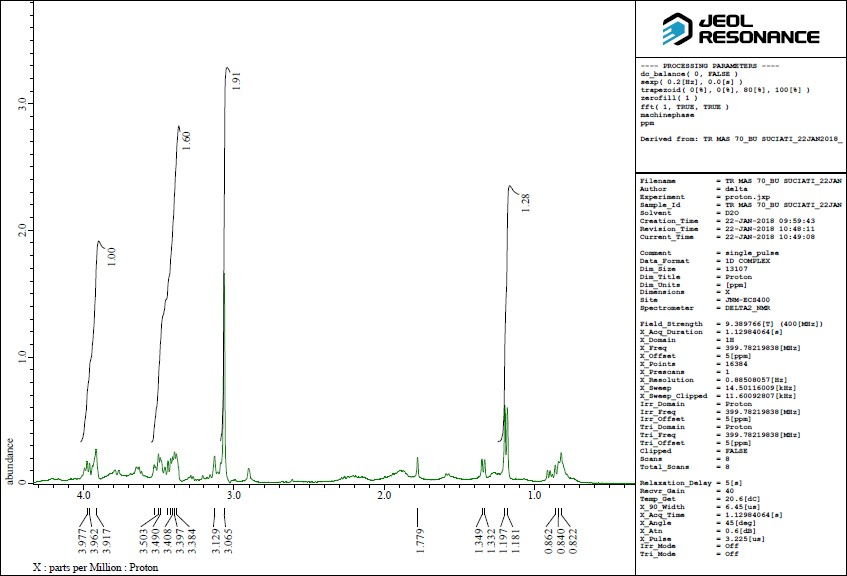 JEOL
RESONANCE
---- PROCESSING PARAMETERS ----
dc_balance( 0, FALSE )
sexp( 0.2[Hz], 0.0[s] )
trapezoid( 0[%], 0[%], 80[%], 100[%] )
zerofill( 1 )
fft( 1, TRUE, TRUE )
machinephase
ppm
Derived from: TR MAS 70_BU SUCIATI_22JAN2018_
Filename = TR MAS 70_BU SUCIATI_22JAN
Author = delta
Experiment = proton.jxp
Sample_Id = TR MAS 70_BU SUCIATI_22JAN
Solvent = D2O
Creation_Time = 22-JAN-2018 09:59:43
Revision_Time = 22-JAN-2018 10:48:11
Current_Time = 22-JAN-2018 10:49:08
Comment = single_pulse
Data_Format = 1D COMPLEX
Dim_Size = 13107
Dim_Title = Proton
Dim_Units = [ppm]
Dimensions = X
Site = JNM-ECS400
Spectrometer = DELTA2_NMR
Field_Strength = 9.389766[T] (400[MHz])
X_Acq_Duration = 1.12984064[s]
X_Domain = 1H
X_Freq = 399.78219838[MHz]
X_Offset = 5[ppm]
X_Points = 16384
X_Prescans = 1
X_Resolution = 0.88508057[Hz]
X_Sweep = 14.50116009[kHz]
X_Sweep_Clipped = 11.60092807[kHz]
Irr_Domain = Proton
Irr_Freq = 399.78219838[MHz]
Irr_Offset = 5[ppm]
Tri_Domain = Proton
Tri_Freq = 399.78219838[MHz]
Tri_Offset = 5[ppm]
Clipped = FALSE
Scans = 8
Total_Scans = 8
Relaxation_Delay = 5[s]
Recvr_Gain = 40
Temp_Get = 20.6[dC]
X_90_Width = 6.45[us]
X_Acq_Time = 1.12984064[s]
X_Angle = 45[deg]
X_Atn = 0.6[dB]
X_Pulse = 3.225[us]
Irr_Mode = Off
Tri_Mode = Off
abundance
3.0
2.0
1.0
0
1.00
1.60
1.91
1.28
4.0
3.0
2.0
1.0
3.977
3.962
3.917
3.503
3.490
3.408
3.397
3.384
3.129
3.065
1.779
1.349
1.332
1.197
1.181
0.862
0.840
0.822
X : parts per Million : Proton